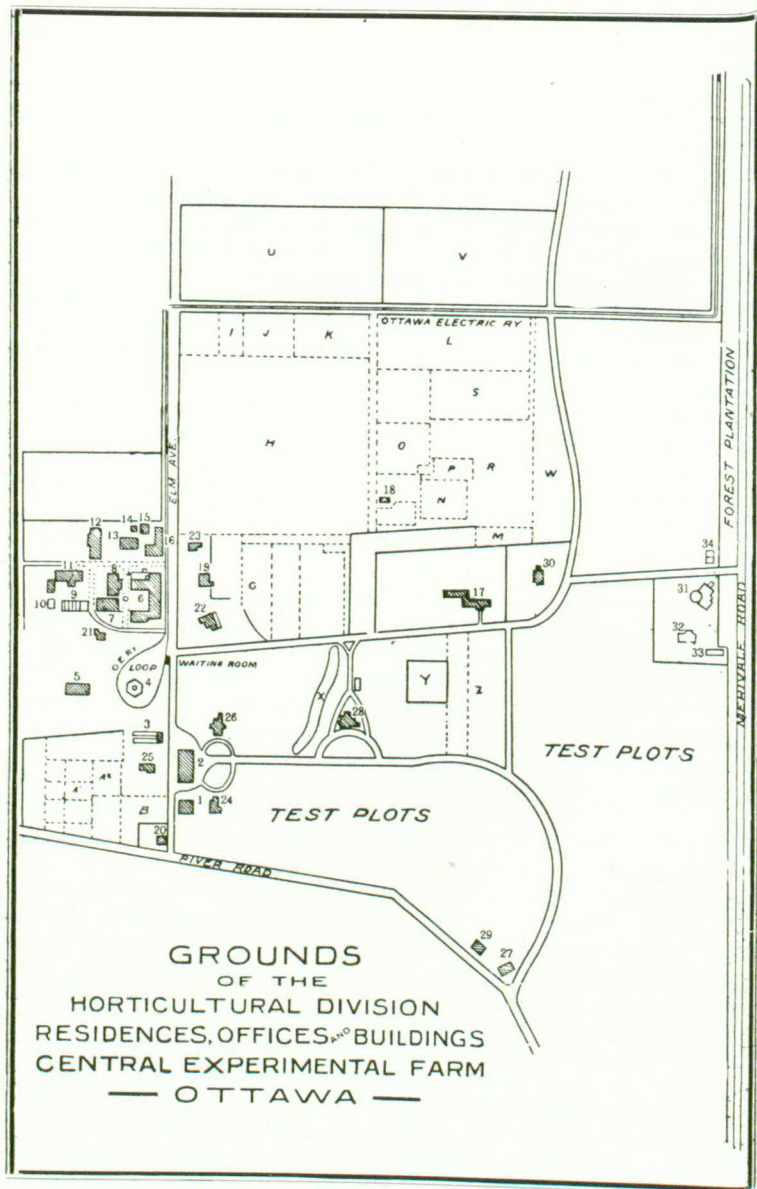 U
V
OTTAWA ELECTRIC RY
I
J
K
L
S
H
O
P
R
W
N
18
M
ELM AVE.
FOREST PLANTATION
MERIVALE ROAD
12
14
15
13
16
23
11
8
9
10
7
6
19
G
22
21
17
30
34
31
32
33
O.E.RY.
LOOP
4
5
WAITING ROOM
X
Y
Z
26
28
3
2
25
A
A2
B
1
24
20
TEST PLOTS
TEST PLOTS
RIVER ROAD
29
27
GROUNDS
OF THE
HORTICULTURAL DIVISION
RESIDENCES, OFFICES AND BUILDINGS
CENTRAL EXPERIMENTAL FARM
— OTTAWA —